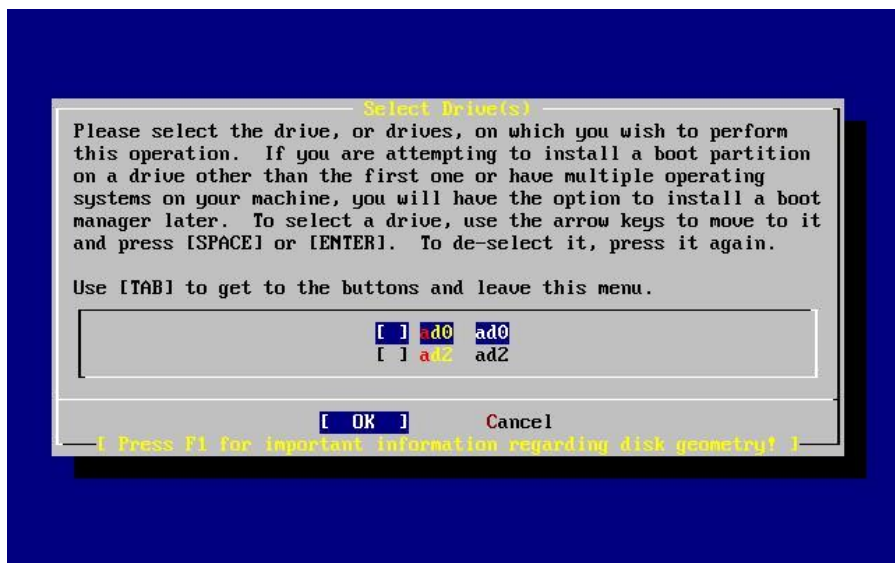 Select Drive(s)
Please select the drive, or drives, on which you wish to perform
this operation.  If you are attempting to install a boot partition
on a drive other than the first one or have multiple operating
systems on your machine, you will have the option to install a boot
manager later.  To select a drive, use the arrow keys to move to it
and press [SPACE] or [ENTER].  To de-select it, press it again.
Use [TAB] to get to the buttons and leave this menu.
[ ] ad0  ad0
[ ] ad2  ad2
[ OK ]  Cancel
[ Press F1 for important information regarding disk geometry! ]